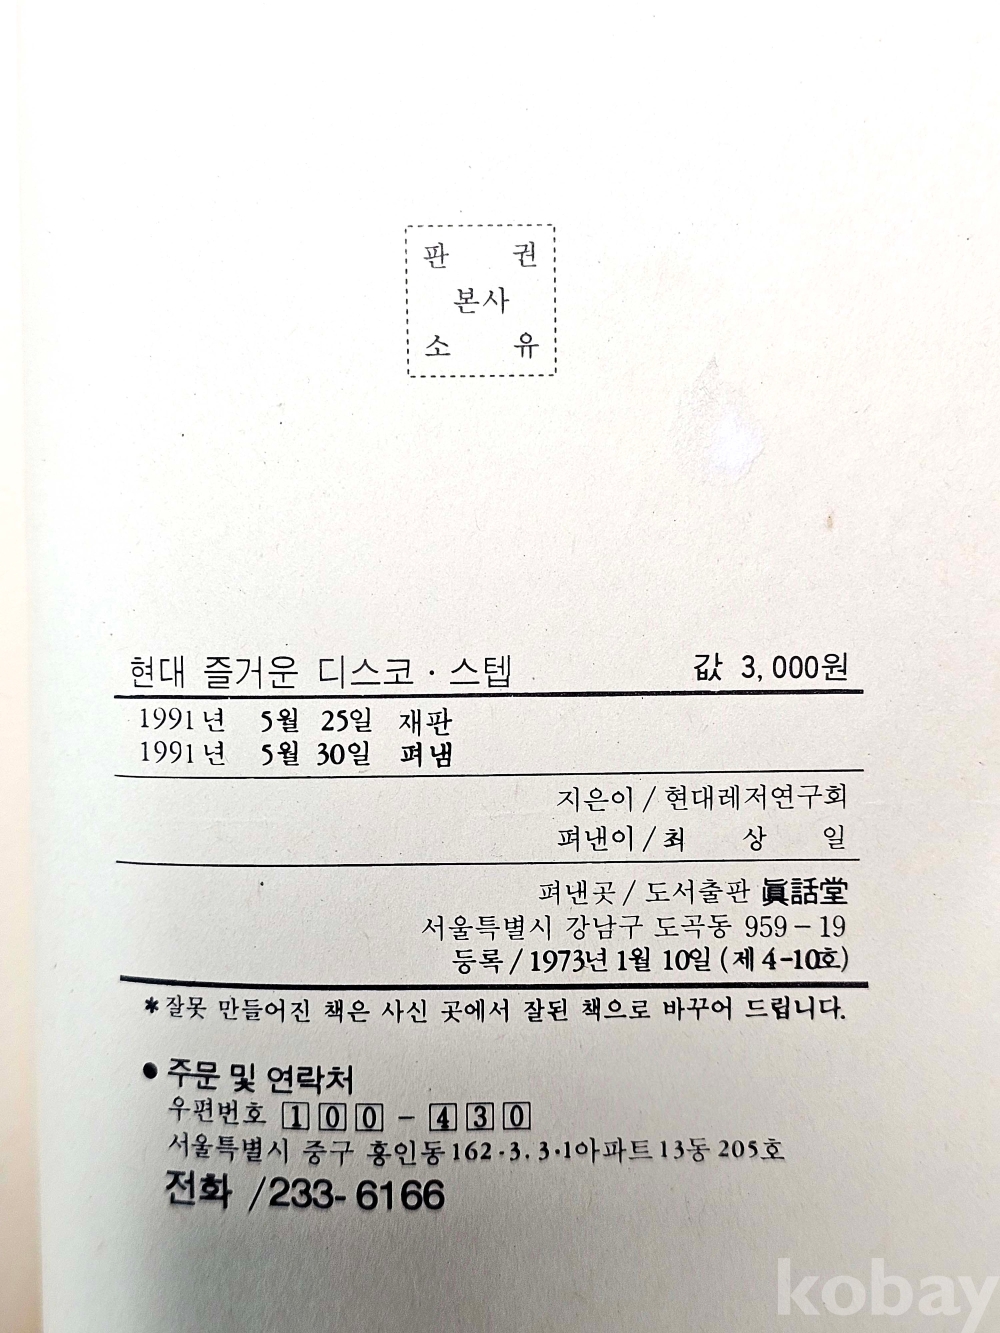 판 권
본사
소 유
현대 즐거운 디스코 · 스텝 값 3,000원
1991년 5월 25일 재판
1991년 5월 30일 펴냄
지은이 / 현대레저연구회
펴낸이 / 최 상 일
펴낸곳 / 도서출판 眞話堂
서울특별시 강남구 도곡동 959 - 19
등록 / 1973년 1월 10일 (제 4-10호)
* 잘못 만들어진 책은 사신 곳에서 잘된 책으로 바꾸어 드립니다.
● 주문 및 연락처
우편번호 1 0 0 - 4 3 0
서울특별시 중구 홍인동 162·3. 3·1아파트 13동 205호
전화 / 233-6166
kobay